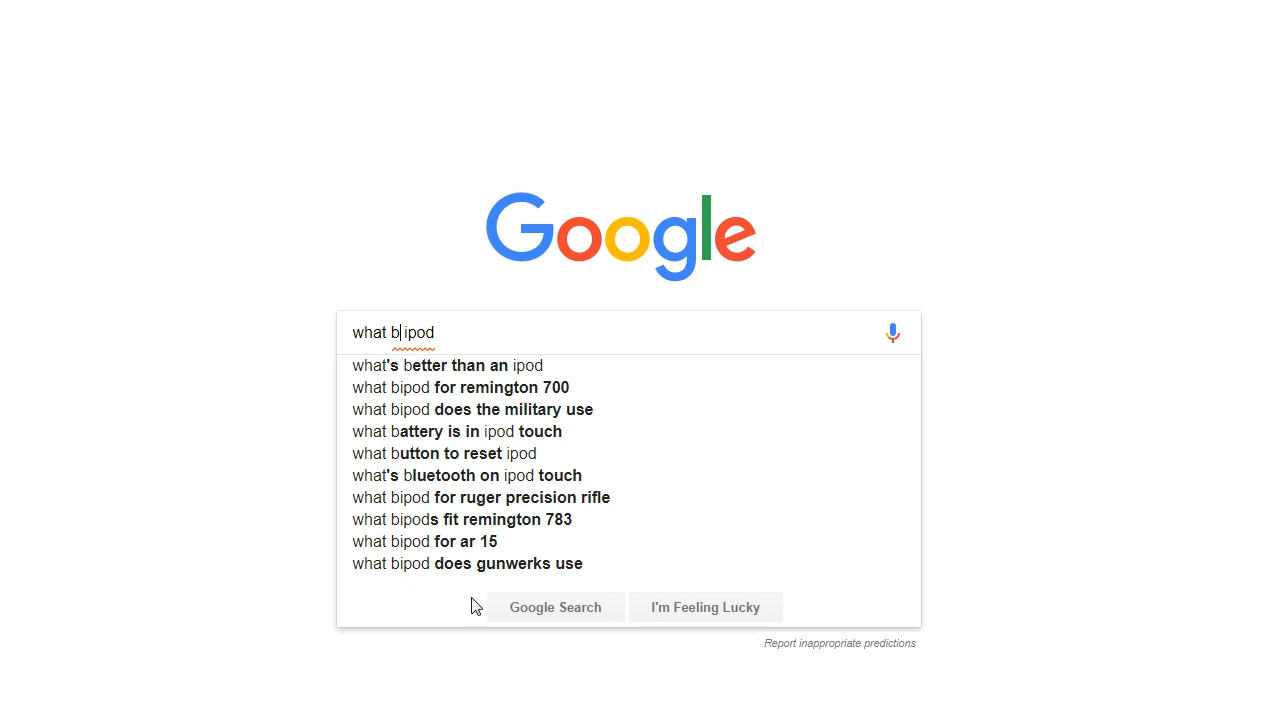 Google
what bipod
what's better than an ipod
what bipod for remington 700
what bipod does the military use
what battery is in ipod touch
what button to reset ipod
what's bluetooth on ipod touch
what bipod for ruger precision rifle
what bipods fit remington 783
what bipod for ar 15
what bipod does gunwerks use
Google Search I'm Feeling Lucky
Report inappropriate predictions